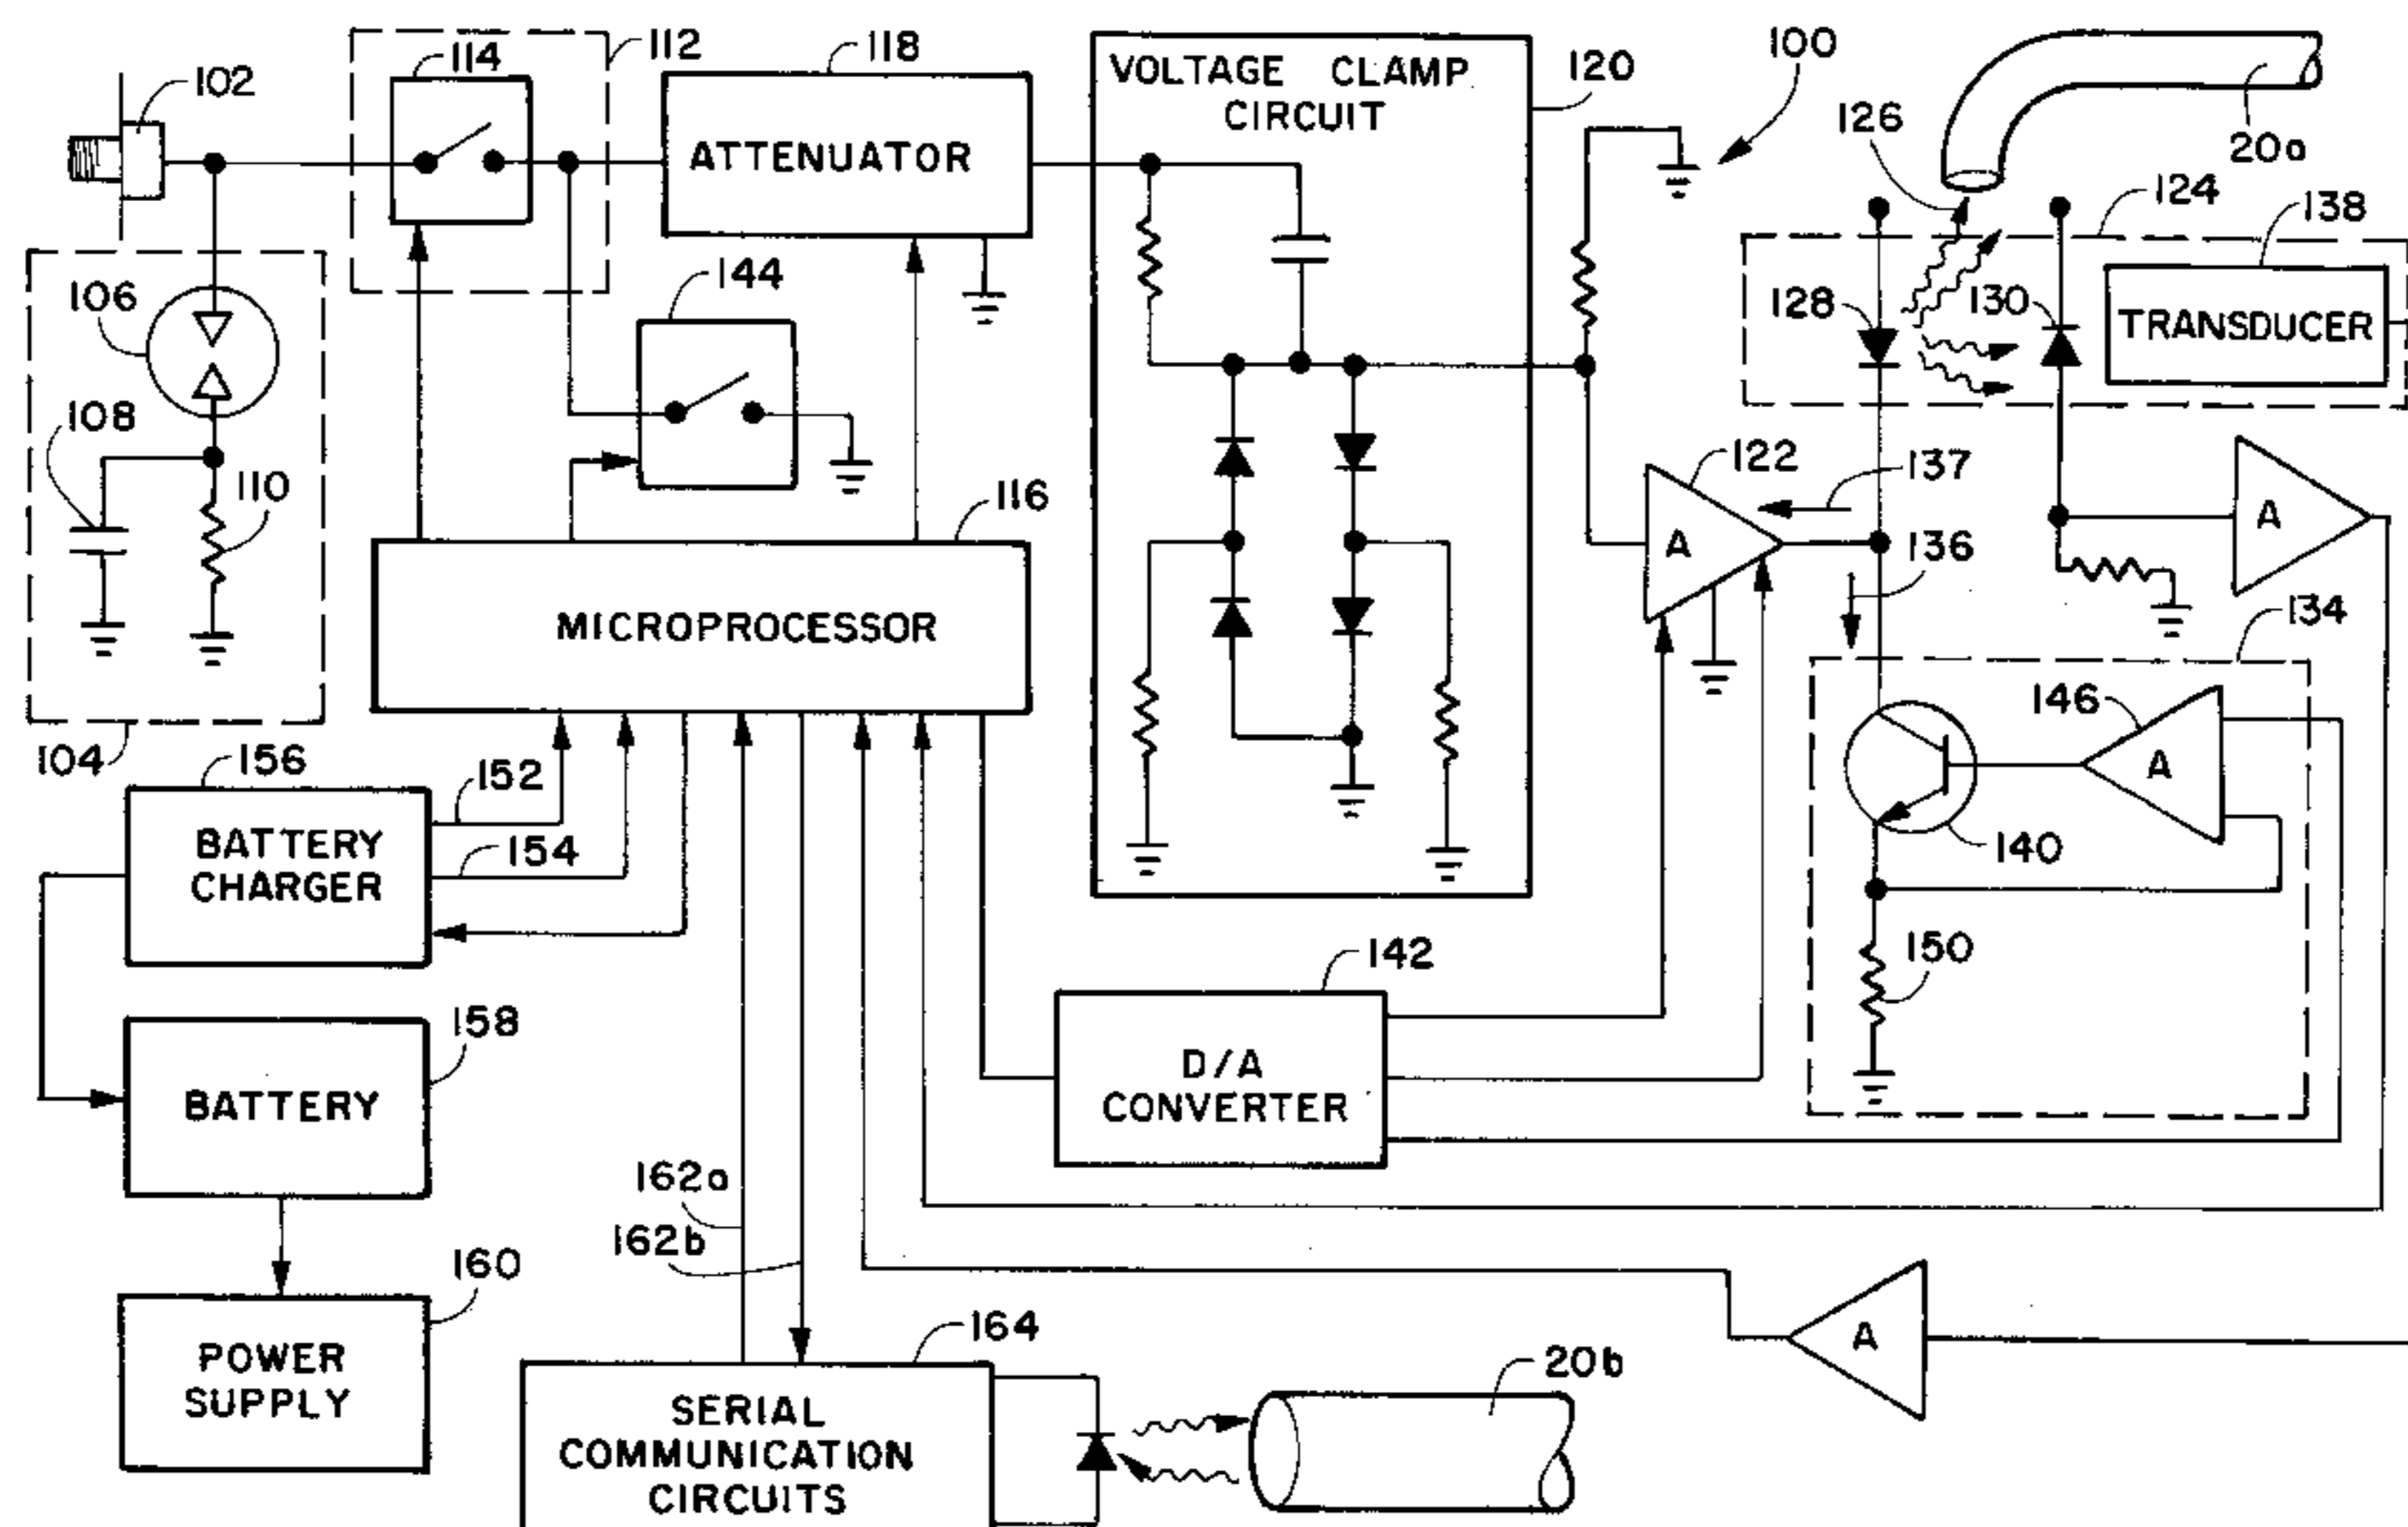 102
114
112
118
ATTENUATOR
VOLTAGE CLAMP
CIRCUIT
120
100
126
20a
124
138
128
130
TRANSDUCER
106
108
110
104
144
116
MICROPROCESSOR
122
A
137
136
A
134
146
A
140
150
156
BATTERY
CHARGER
152
154
158
BATTERY
142
D/A
CONVERTER
160
POWER
SUPPLY
162a
162b
164
SERIAL
COMMUNICATION
CIRCUITS
20b
A